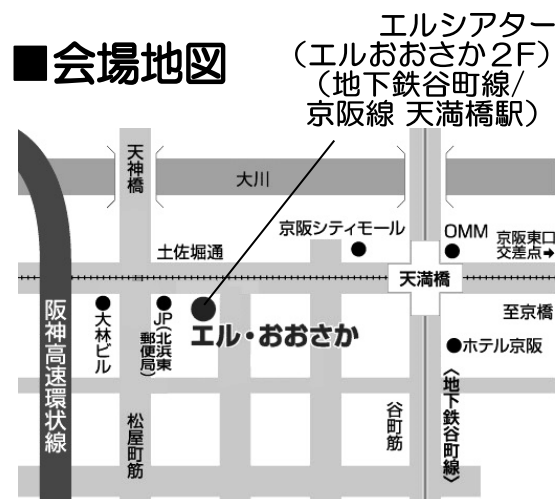 ■会場地図
エルシアター
（エルおおさか２F）
（地下鉄谷町線/
京阪線 天満橋駅）
天神橋
大川
土佐堀通
京阪シティモール
OMM
京阪東口
交差点➡
天満橋
至京橋
阪神高速環状線
大林ビル
JP(北浜東
郵便局)
エル・おおさか
ホテル京阪
松屋町筋
谷町筋
〈地下鉄谷町線〉